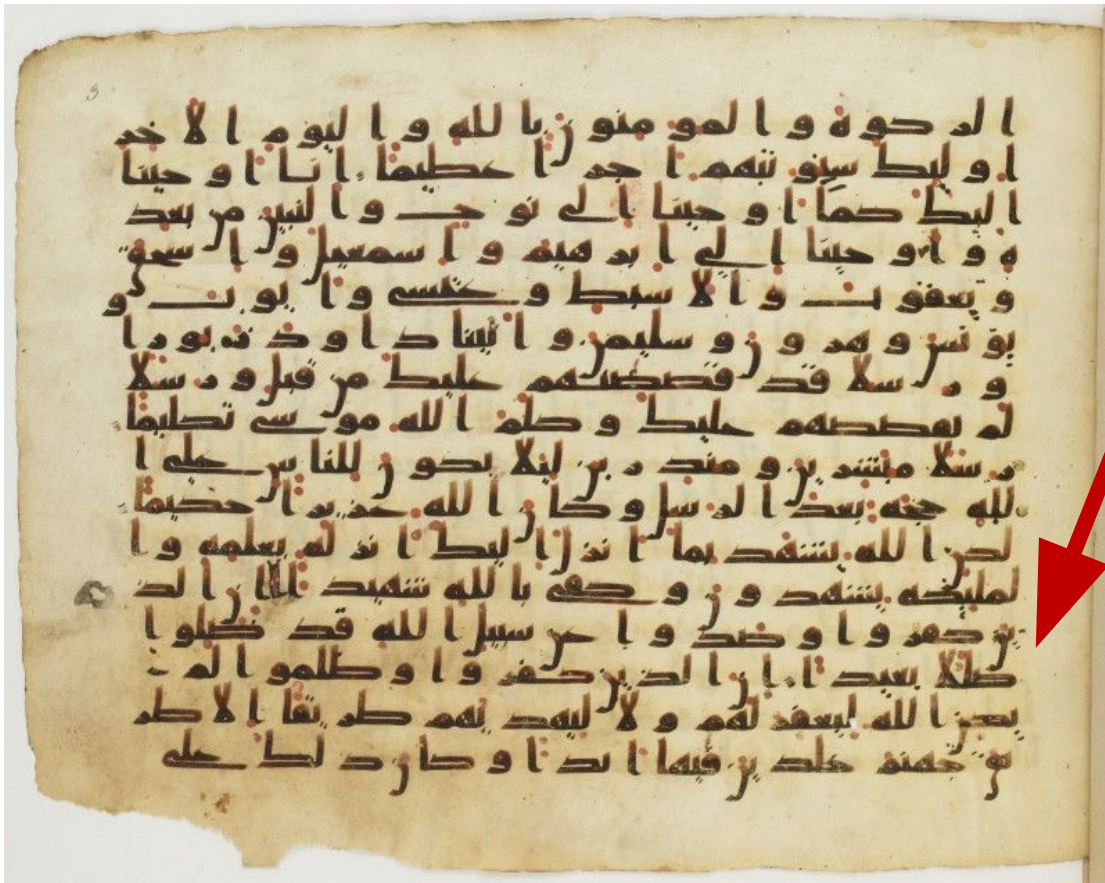 3
الزكوة والمومنون بالله واليوم الاخر
اوليك سنوتيهم اجرا عظيما انا اوحينا
اليك كما اوحينا الى نوح والنبين من بعد
ه واوحينا الى ابرهيم واسمعيل واسحق
ويعقوب والاسبط وعيسى وايوب و
يونس وهرون وسليمن واتينا داود زبورا
ورسلا قد قصصنهم عليك من قبل ورسلا
لم نقصصهم عليك وكلم الله موسى تكليما
رسلا مبشرين ومنذرين ليلا يكون للناس على ا
لله حجة بعد الرسل وكان الله عزيزا حكيما
لكن الله يشهد بما انزل اليك انزله بعلمه وا
لمليكة يشهدون وكفى بالله شهيدا ان الذ
ين كفروا وصدوا عن سبيل الله قد ضلوا
ضللا بعيدا ان الذين كفروا وظلموا لم
يكن الله ليغفر لهم ولا ليهديهم طريقا الا طر
يق جهنم خلدين فيها ابدا وكان ذلك على